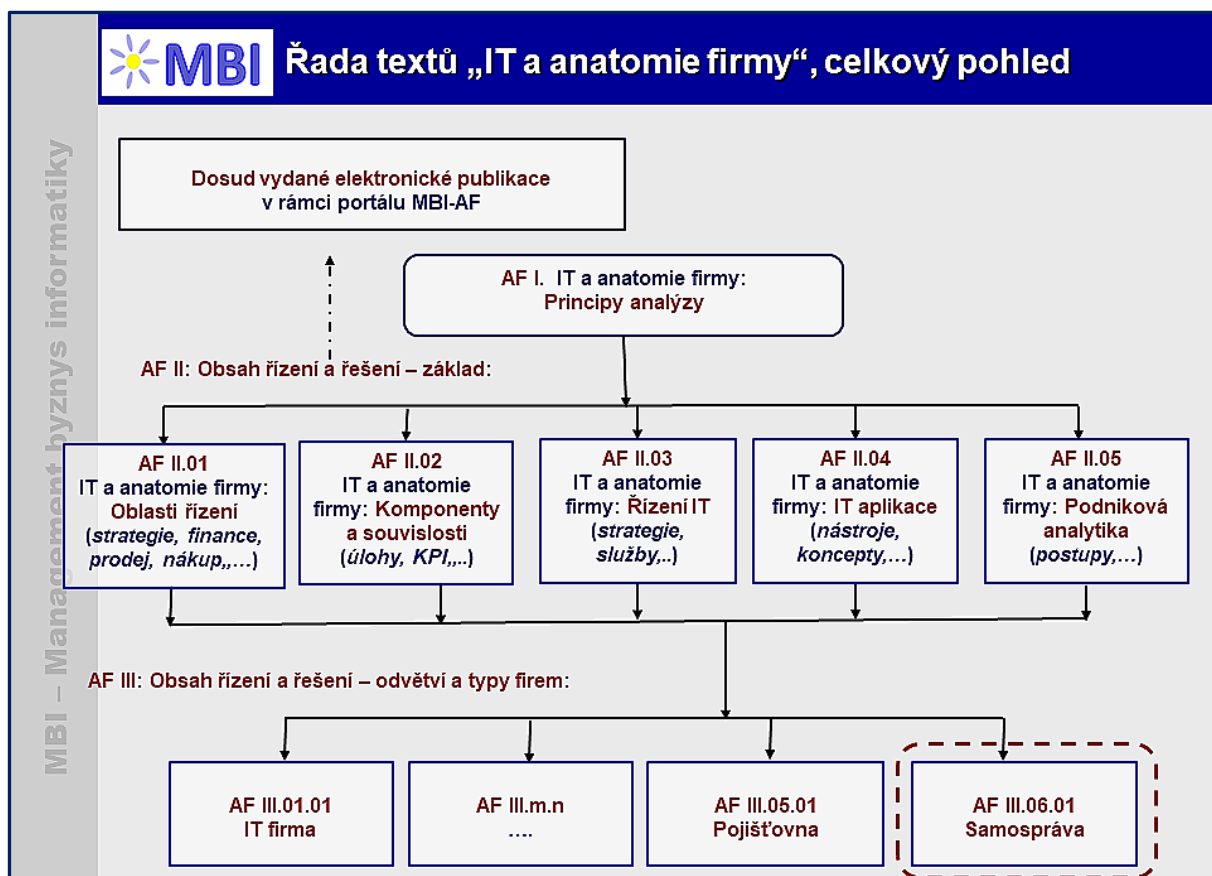 MBI
Řada textů „IT a anatomie firmy“, celkový pohled
MBI – Management byznys informatiky
Dosud vydané elektronické publikace
v rámci portálu MBI-AF
AF I. IT a anatomie firmy:
Principy analýzy
AF II: Obsah řízení a řešení – základ:
AF II.01
IT a anatomie firmy:
Oblasti řízení
(strategie, finance,
prodej, nákup,,…)
AF II.02
IT a anatomie
firmy: Komponenty
a souvislosti
(úlohy, KPI,,..)
AF II.03
IT a anatomie
firmy: Řízení IT
(strategie,
služby,..)
AF II.04
IT a anatomie
firmy: IT aplikace
(nástroje,
koncepty,…)
AF II.05
IT a anatomie
firmy: Podniková
analytika
(postupy,…)
AF III: Obsah řízení a řešení – odvětví a typy firem:
AF III.01.01
IT firma
AF III.m.n
….
AF III.05.01
Pojišťovna
AF III.06.01
Samospráva